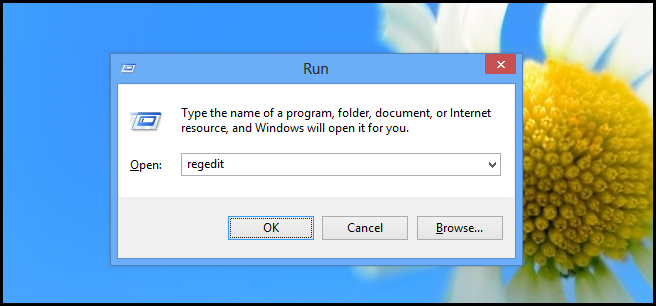 Run
Type the name of a program, folder, document, or Internet
resource, and Windows will open it for you.
Open: regedit
OK Cancel Browse...